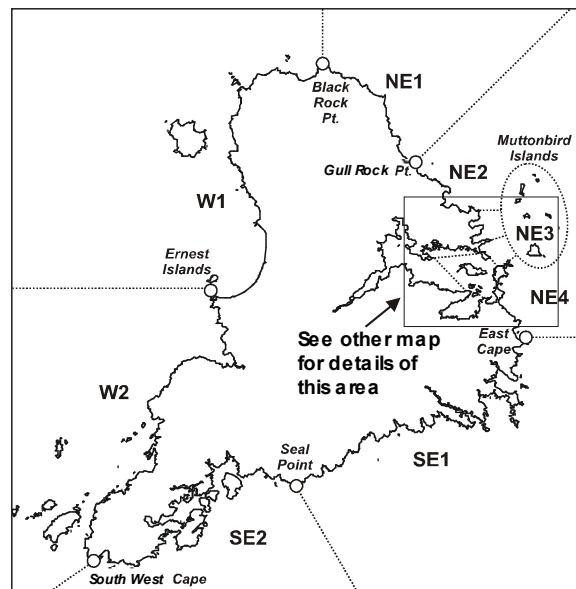 Black
Rock
Pt.
NE1
Gull Rock Pt.
NE2
Muttonbird
Islands
W1
NE3
Ernest
Islands
NE4
See other map
for details of
this area
East
Cape
W2
Seal
Point
SE1
SE2
South West Cape